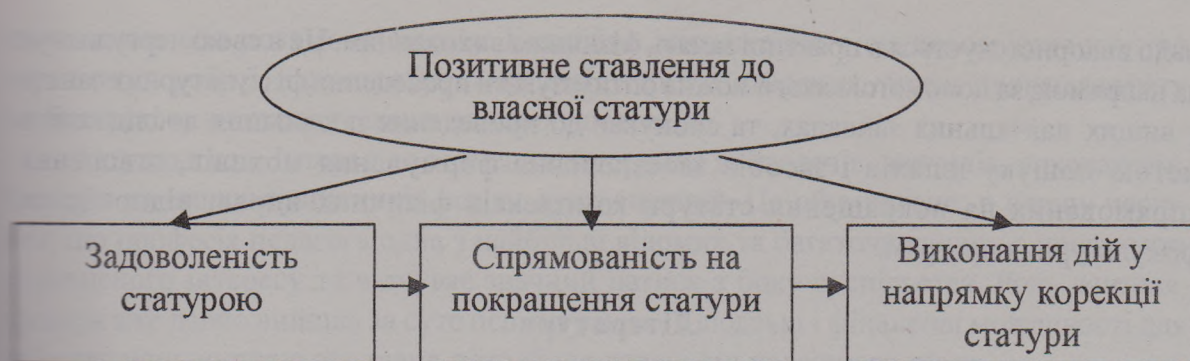 Позитивне ставлення до
власної статури
Задоволеність
статурою
Спрямованість на
покращення статури
Виконання дій у
напрямку корекції
статури